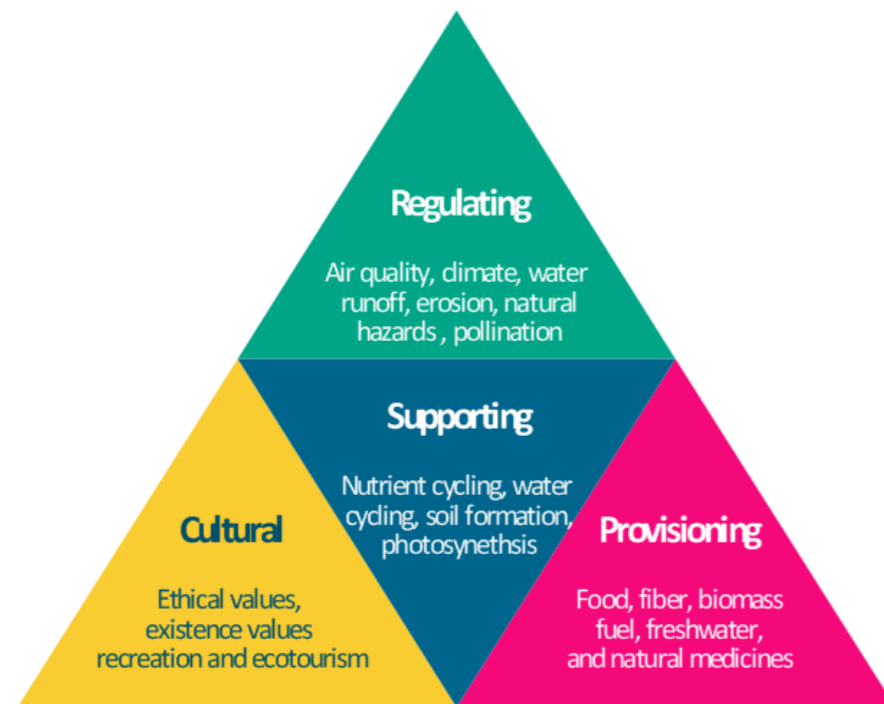 Regulating
Air quality, climate, water
runoff, erosion, natural
hazards , pollination
Supporting
Nutrient cycling, water
cycling, soil formation,
photosynethsis
Cultural
Ethical values,
existence values
recreation and ecotourism
Provisioning
Food, fiber, biomass
fuel, freshwater,
and natural medicines